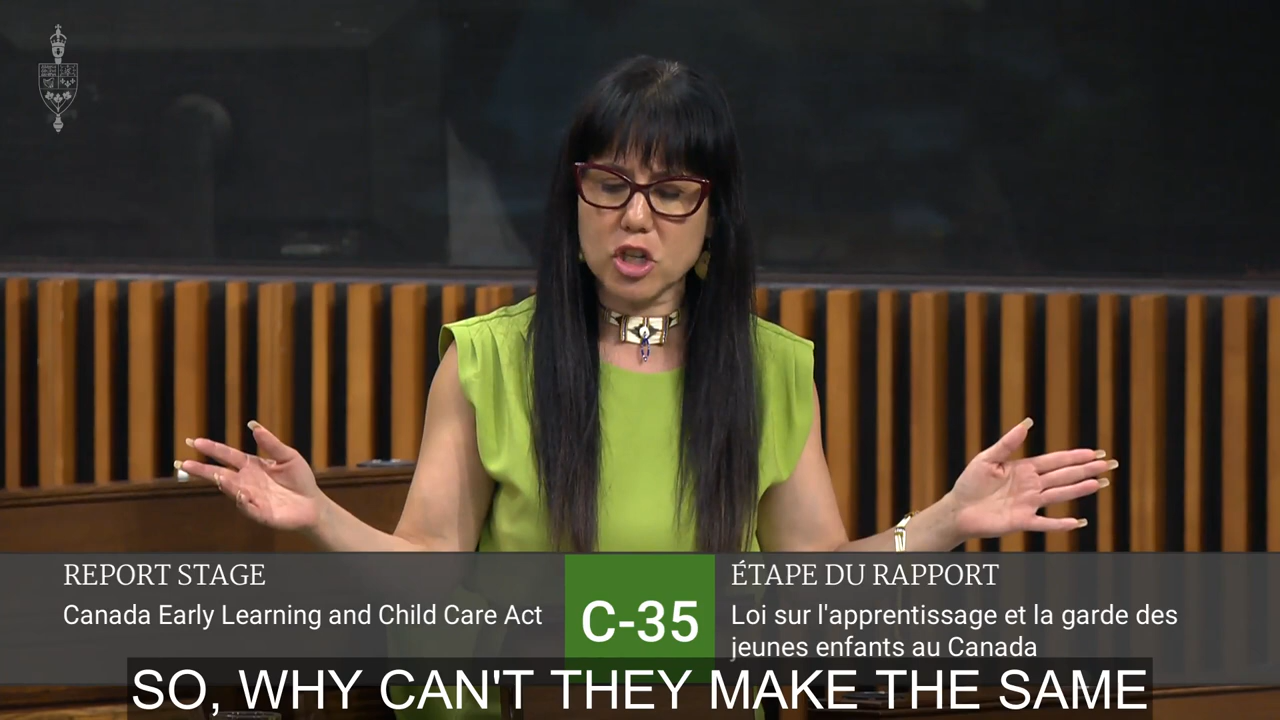 REPORT STAGE
Canada Early Learning and Child Care Act
C-35
ÉTAPE DU RAPPORT
Loi sur l'apprentissage et la garde des
jeunes enfants au Canada
SO, WHY CAN'T THEY MAKE THE SAME